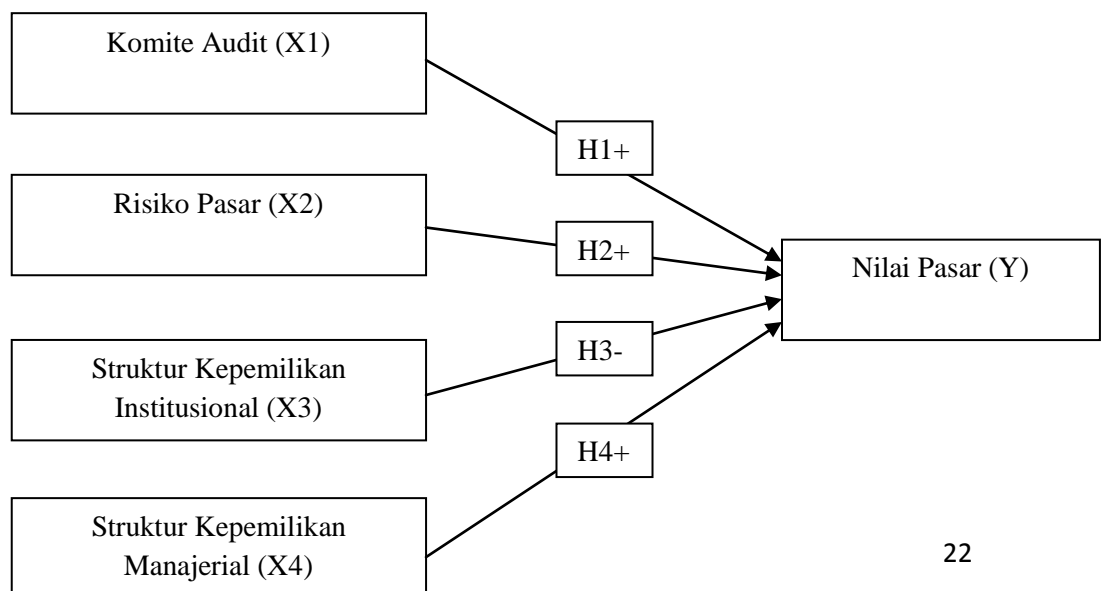 Komite Audit (X1)
H1+
Risiko Pasar (X2)
H2+
Nilai Pasar (Y)
H3-
Struktur Kepemilikan
Institusional (X3)
H4+
Struktur Kepemilikan
Manajerial (X4)
22